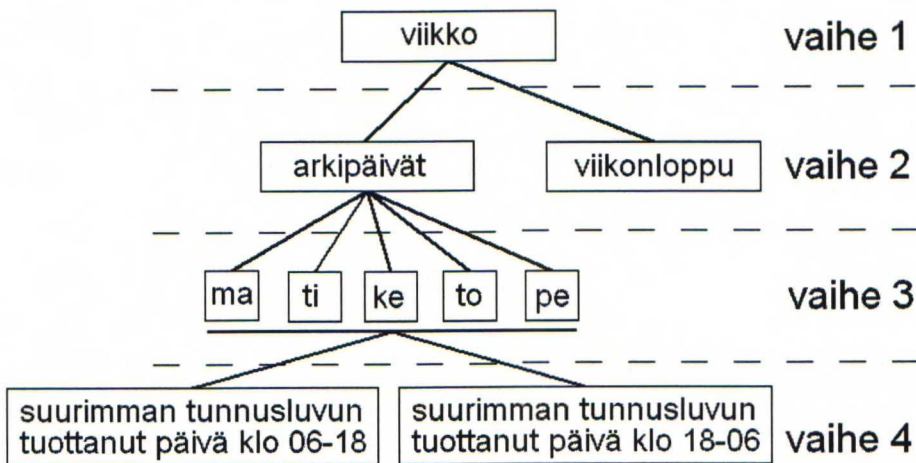 viikko
vaihe 1
arkipäivät
viikonloppu
vaihe 2
ma
ti
ke
to
pe
vaihe 3
suurimman tunnusluvun
tuottanut päivä klo 06-18
suurimman tunnusluvun
tuottanut päivä klo 18-06
vaihe 4